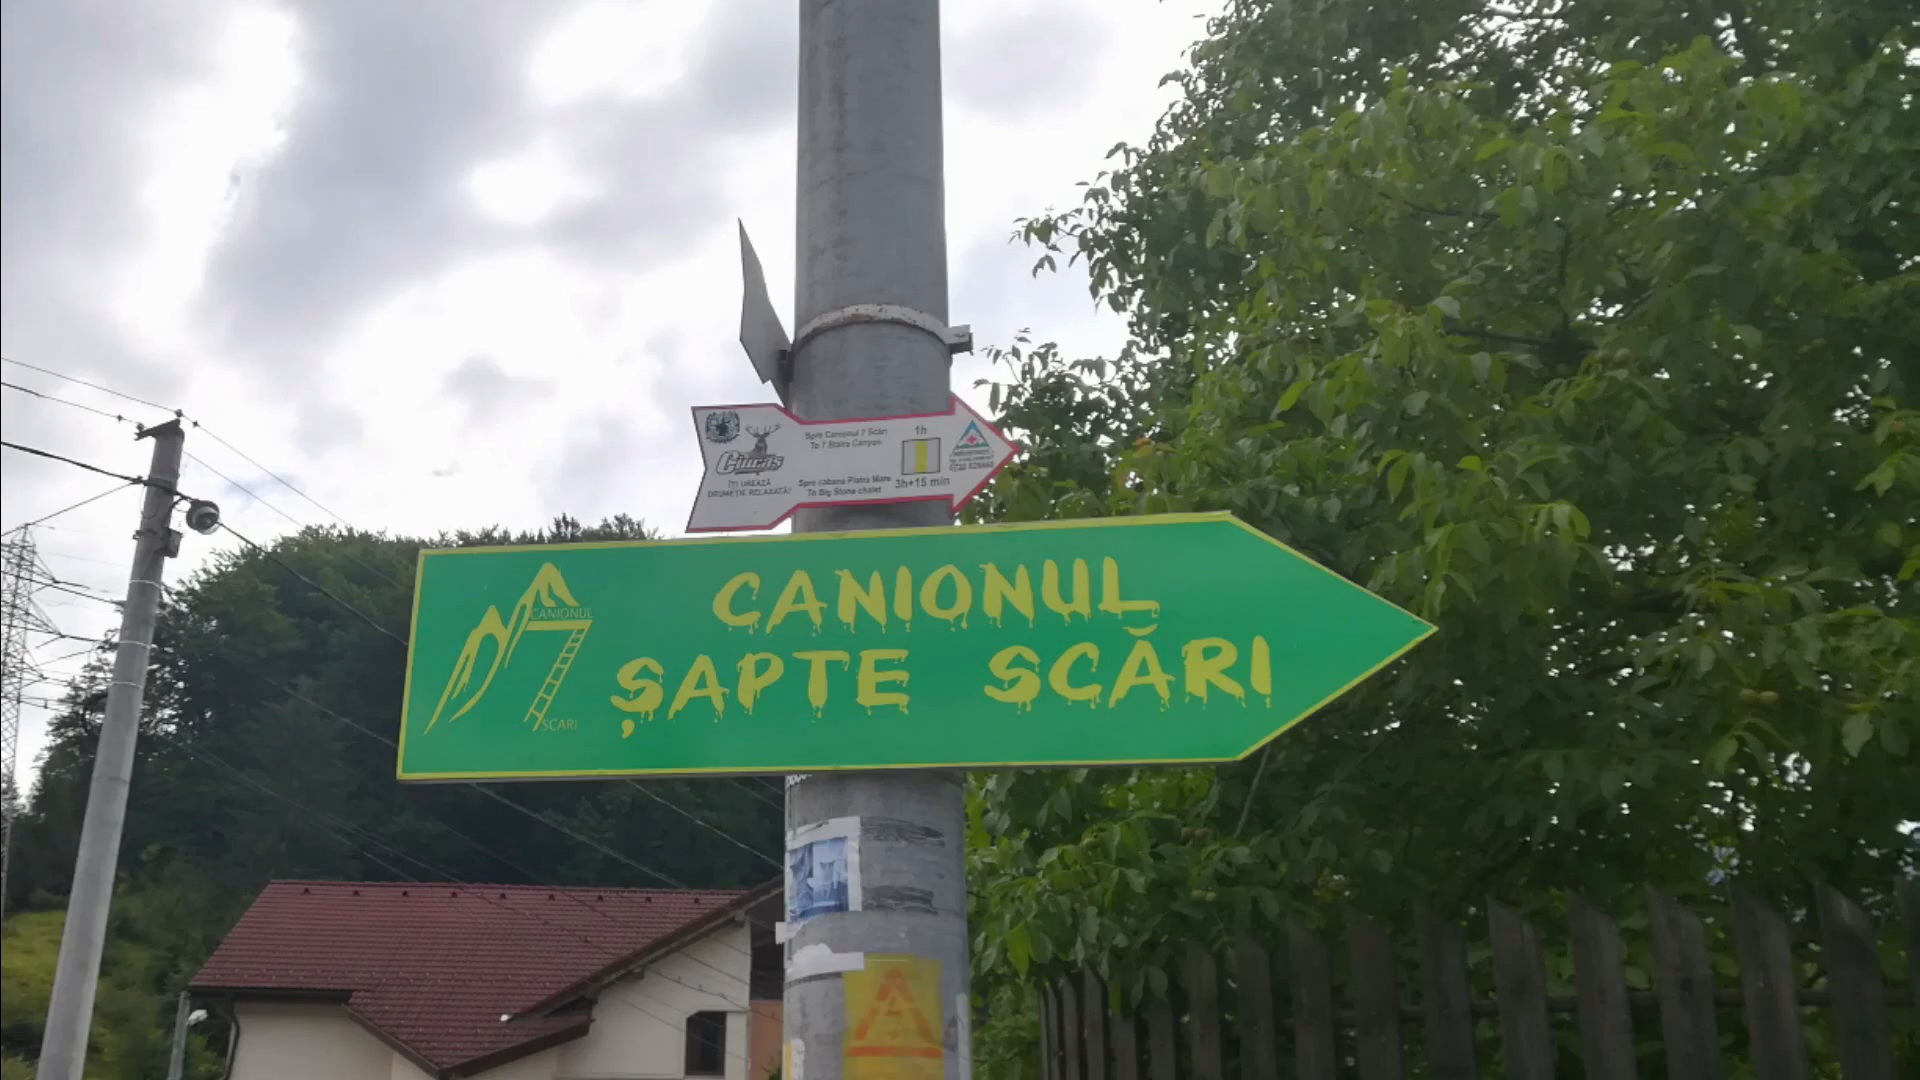 Ciucaș
ÎȚI UREAZĂ
DRUMEȚIE RELAXATĂ!
Spre Canionul 7 Scări
To 7 Stairs Canyon
1h
Spre cabana Piatra Mare
To Big Stone chalet
3h+15 min
CANIONUL
7
SCARI
CANIONUL
ȘAPTE SCĂRI